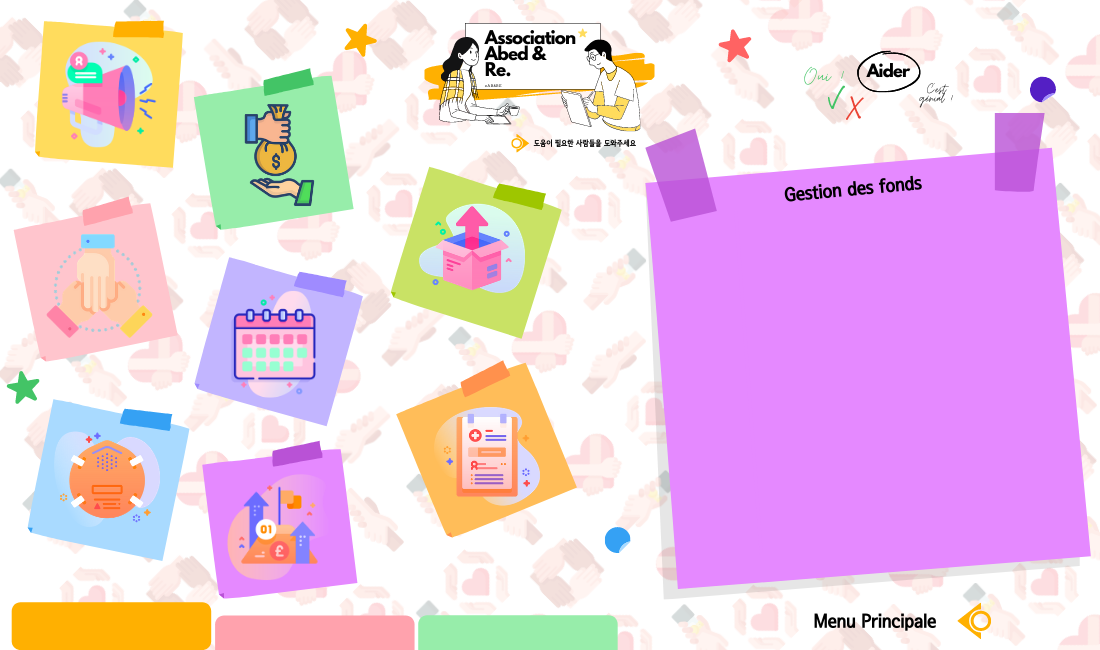 Association
Abed &
Re.
도움이 필요한 사람들을 도와주세요
Oui !
Aider
C'est
génial !
Gestion des fonds
$
01
£
Menu Principale